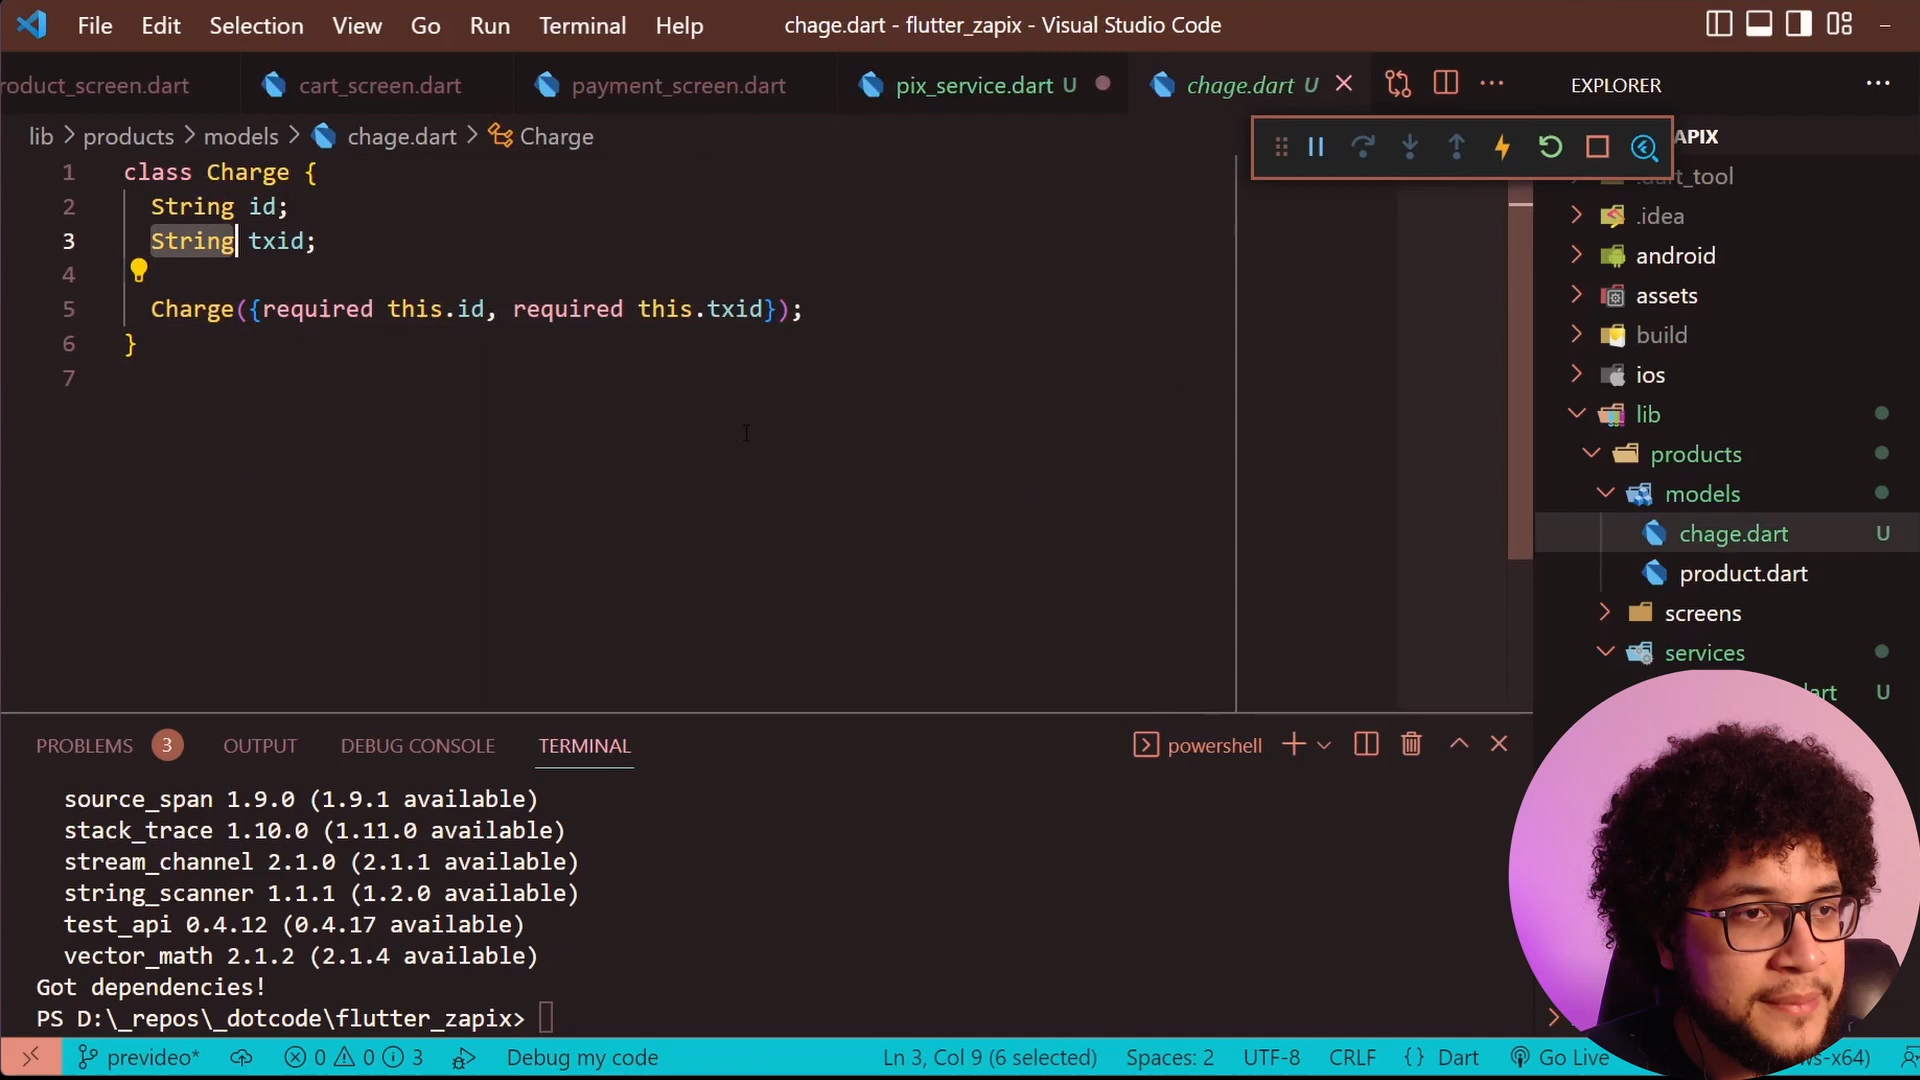 File Edit Selection View Go Run Terminal Help chage.dart - flutter_zapix - Visual Studio Code
roduct_screen.dart cart_screen.dart payment_screen.dart pix_service.dart U chage.dart U
EXPLORER
lib > products > models > chage.dart > Charge
APIX
1 class Charge {
2 String id;
3 String txid;
4
5 Charge({required this.id, required this.txid});
6 }
7
.dart_tool
.idea
android
assets
build
ios
lib
products
models
chage.dart U
product.dart
screens
services
art U
PROBLEMS 3 OUTPUT DEBUG CONSOLE TERMINAL powershell
source_span 1.9.0 (1.9.1 available)
stack_trace 1.10.0 (1.11.0 available)
stream_channel 2.1.0 (2.1.1 available)
string_scanner 1.1.1 (1.2.0 available)
test_api 0.4.12 (0.4.17 available)
vector_math 2.1.2 (2.1.4 available)
Got dependencies!
PS D:\_repos\_dotcode\flutter_zapix>
prevideo* 0 0 3 Debug my code Ln 3, Col 9 (6 selected) Spaces: 2 UTF-8 CRLF {} Dart Go Live ws-x64)